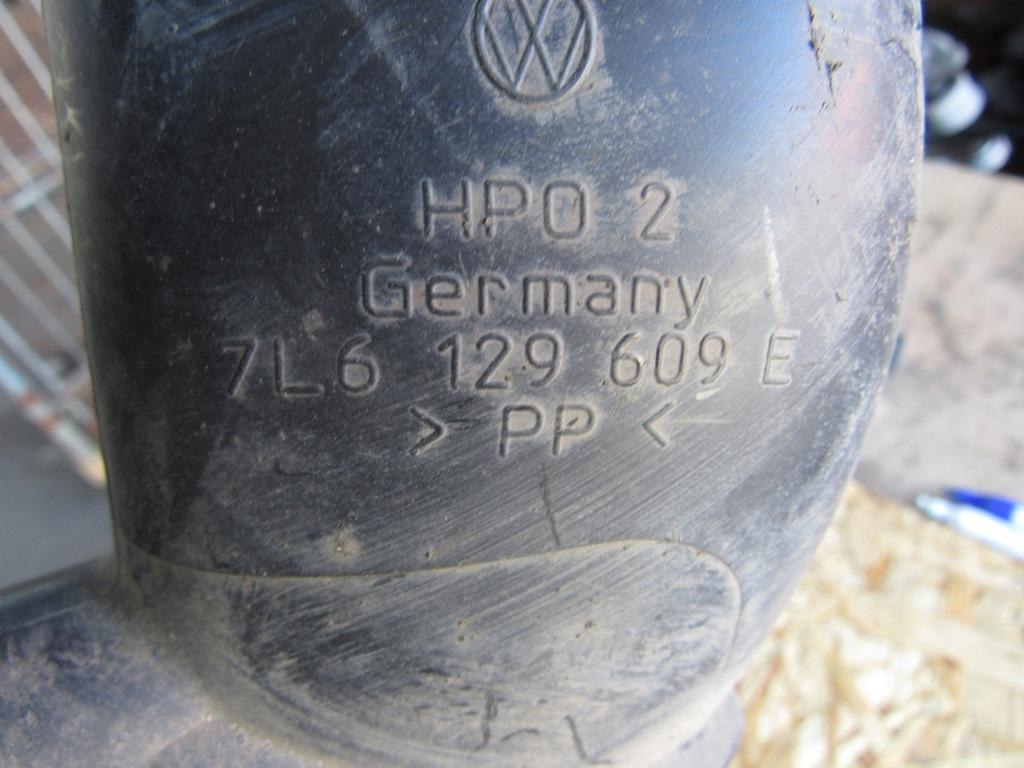 HPO 2
Germany
7L6 129 609 E
> PP <